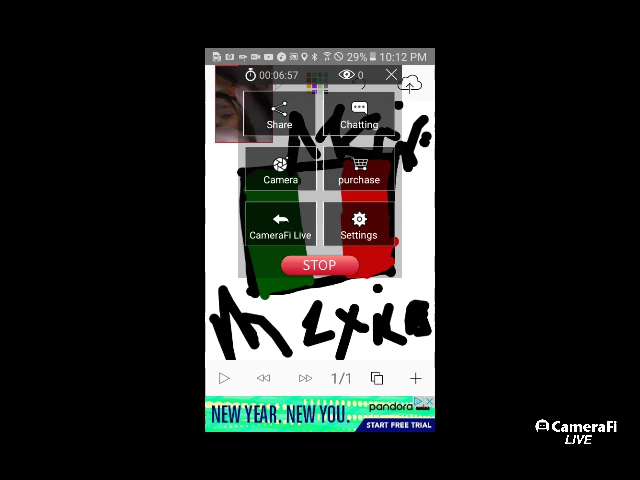 29% 10:12 PM
00:06:57 0
Share Chatting
Camera purchase
CameraFi Live Settings
STOP
Mexico
1/1
NEW YEAR. NEW YOU. pandora
START FREE TRIAL
CameraFi
LIVE